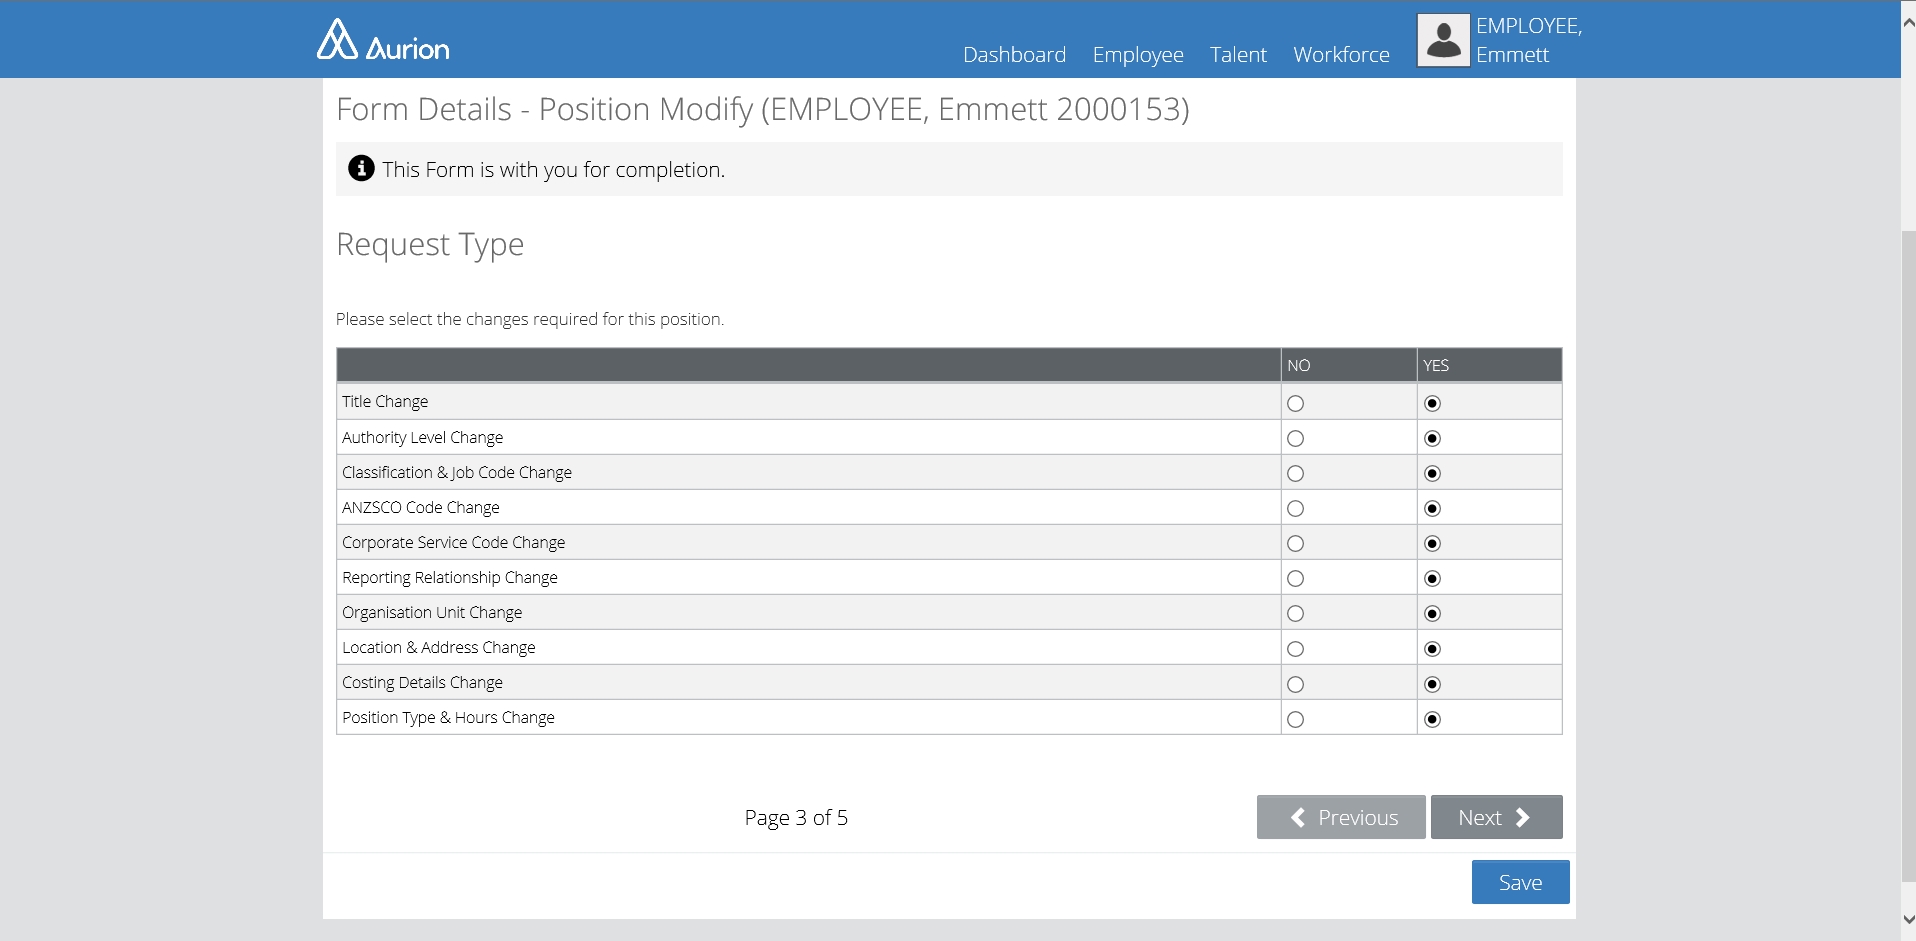 Aurion
Dashboard Employee Talent Workforce
EMPLOYEE,
Emmett
Form Details - Position Modify (EMPLOYEE, Emmett 2000153)
This Form is with you for completion.
Request Type
Please select the changes required for this position.
NO YES
Title Change
Authority Level Change
Classification & Job Code Change
ANZSCO Code Change
Corporate Service Code Change
Reporting Relationship Change
Organisation Unit Change
Location & Address Change
Costing Details Change
Position Type & Hours Change
Page 3 of 5
Previous
Next
Save